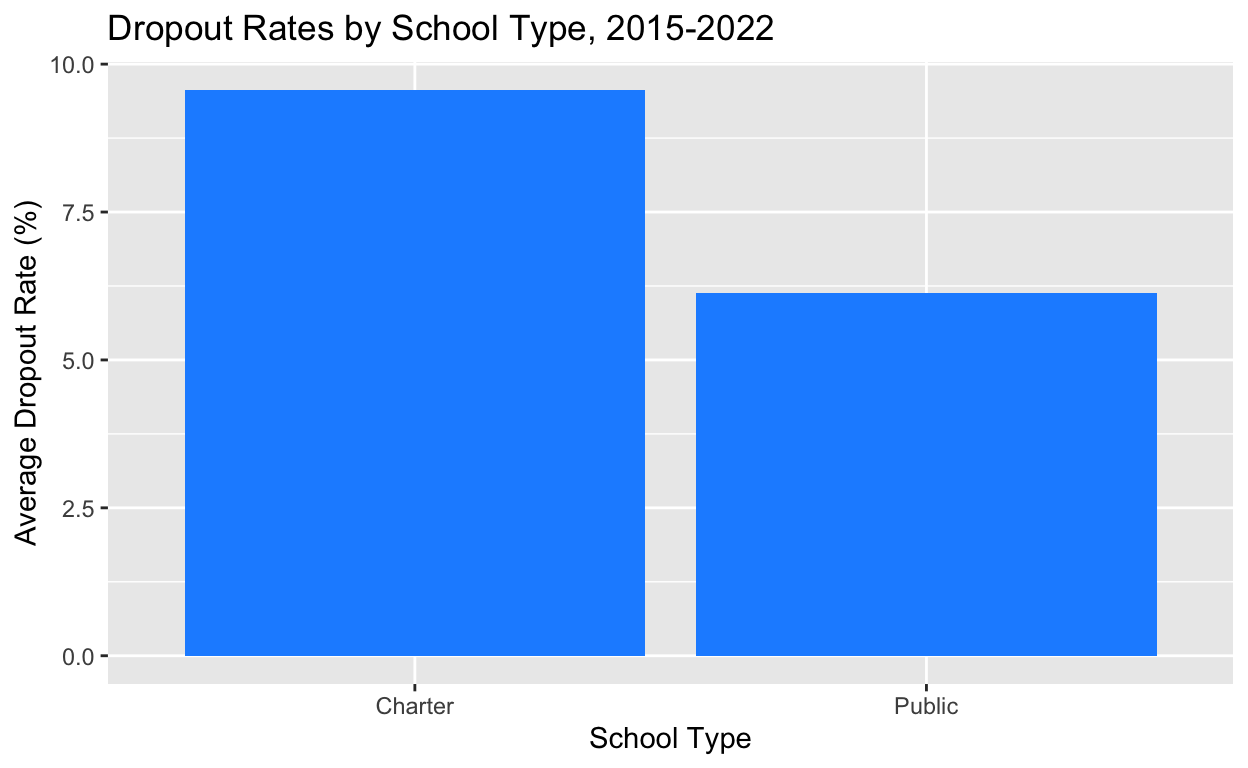 Dropout Rates by School Type, 2015-2022
Average Dropout Rate (%)
10.0
7.5
5.0
2.5
0.0
Charter
Public
School Type